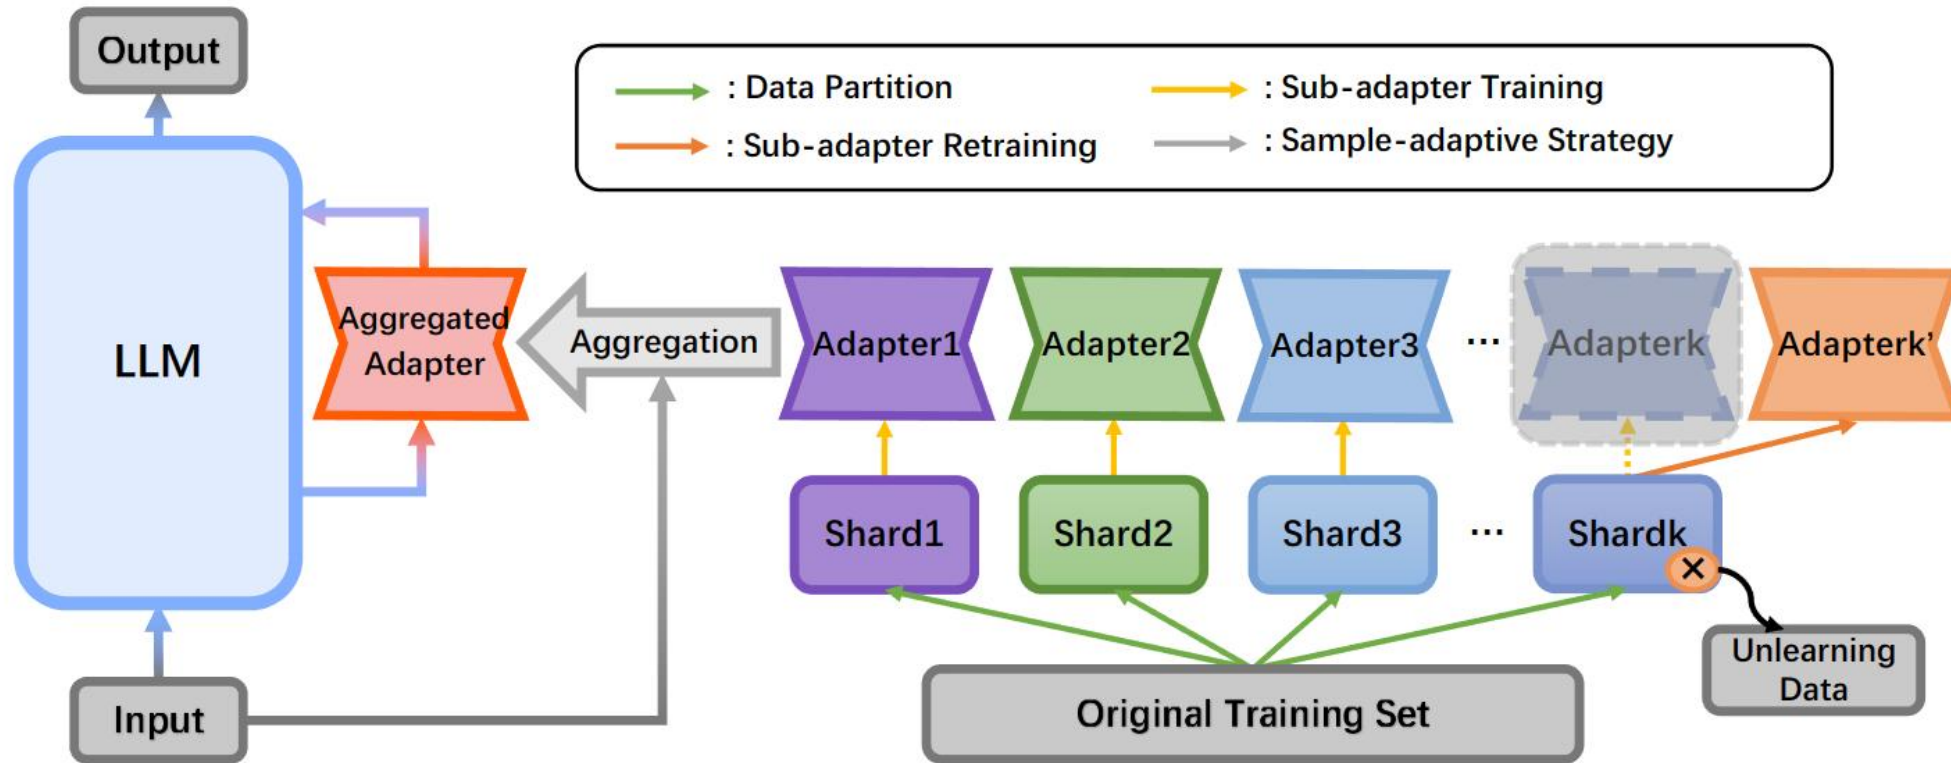 Output
: Data Partition
: Sub-adapter Training
: Sub-adapter Retraining
: Sample-adaptive Strategy
LLM
Aggregated
Adapter
Aggregation
Adapter1
Adapter2
Adapter3
...
Adapterk
Adapterk'
Shard1
Shard2
Shard3
...
Shardk
×
Unlearning
Data
Input
Original Training Set